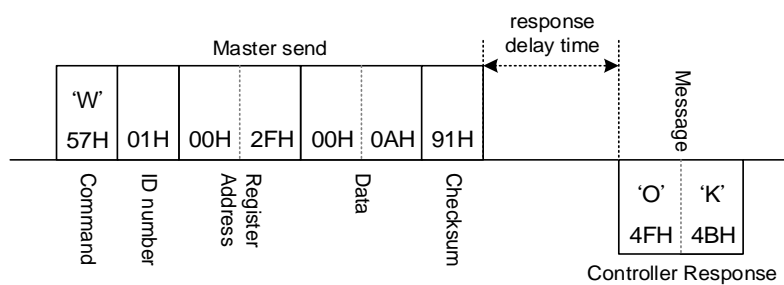 response
delay time
Master send
'W'
57H 01H 00H 2FH 00H 0AH 91H
Command
ID number
Register
Address
Data
Checksum
Message
'O' 'K'
4FH 4BH
Controller Response